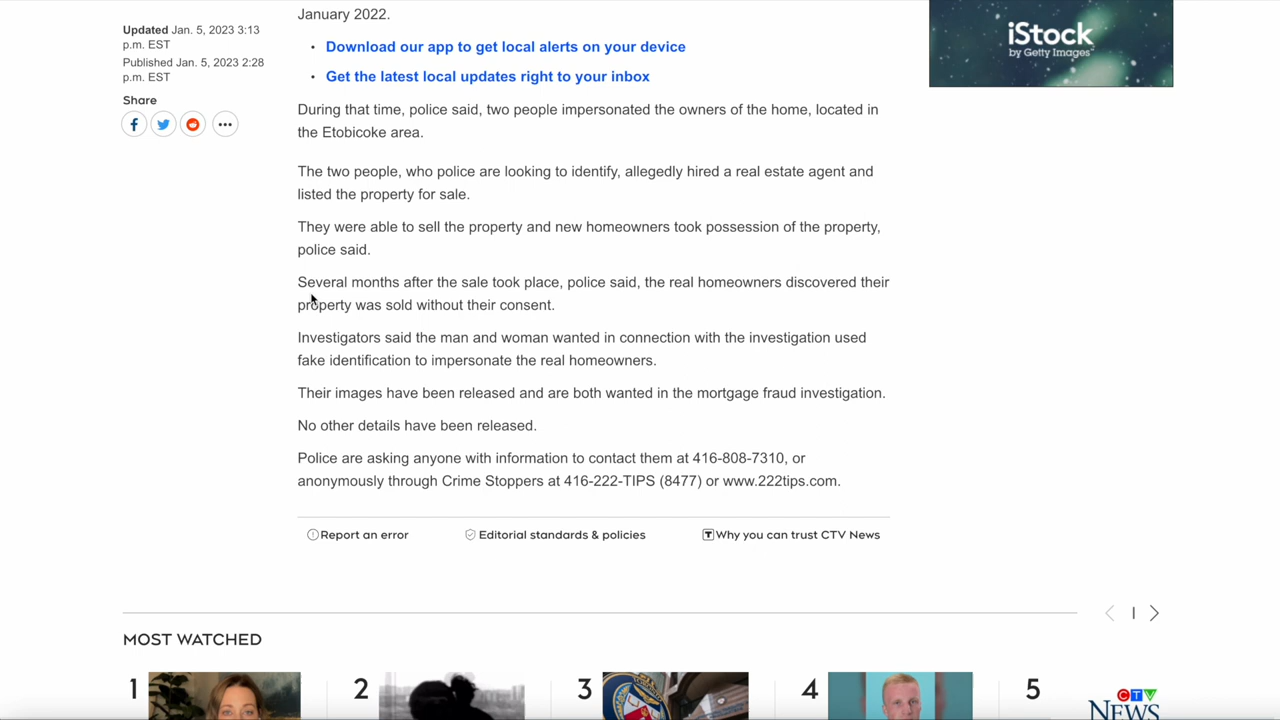 January 2022.
Updated Jan. 5, 2023 3:13
p.m. EST
Published Jan. 5, 2023 2:28
p.m. EST
Share
• Download our app to get local alerts on your device
• Get the latest local updates right to your inbox
During that time, police said, two people impersonated the owners of the home, located in
the Etobicoke area.
The two people, who police are looking to identify, allegedly hired a real estate agent and
listed the property for sale.
They were able to sell the property and new homeowners took possession of the property,
police said.
Several months after the sale took place, police said, the real homeowners discovered their
property was sold without their consent.
Investigators said the man and woman wanted in connection with the investigation used
fake identification to impersonate the real homeowners.
Their images have been released and are both wanted in the mortgage fraud investigation.
No other details have been released.
Police are asking anyone with information to contact them at 416-808-7310, or
anonymously through Crime Stoppers at 416-222-TIPS (8477) or www.222tips.com.
iStock
by Getty Images™
Report an error
Editorial standards & policies
Why you can trust CTV News
MOST WATCHED
1
2
3
4
5
CTV
NEWS